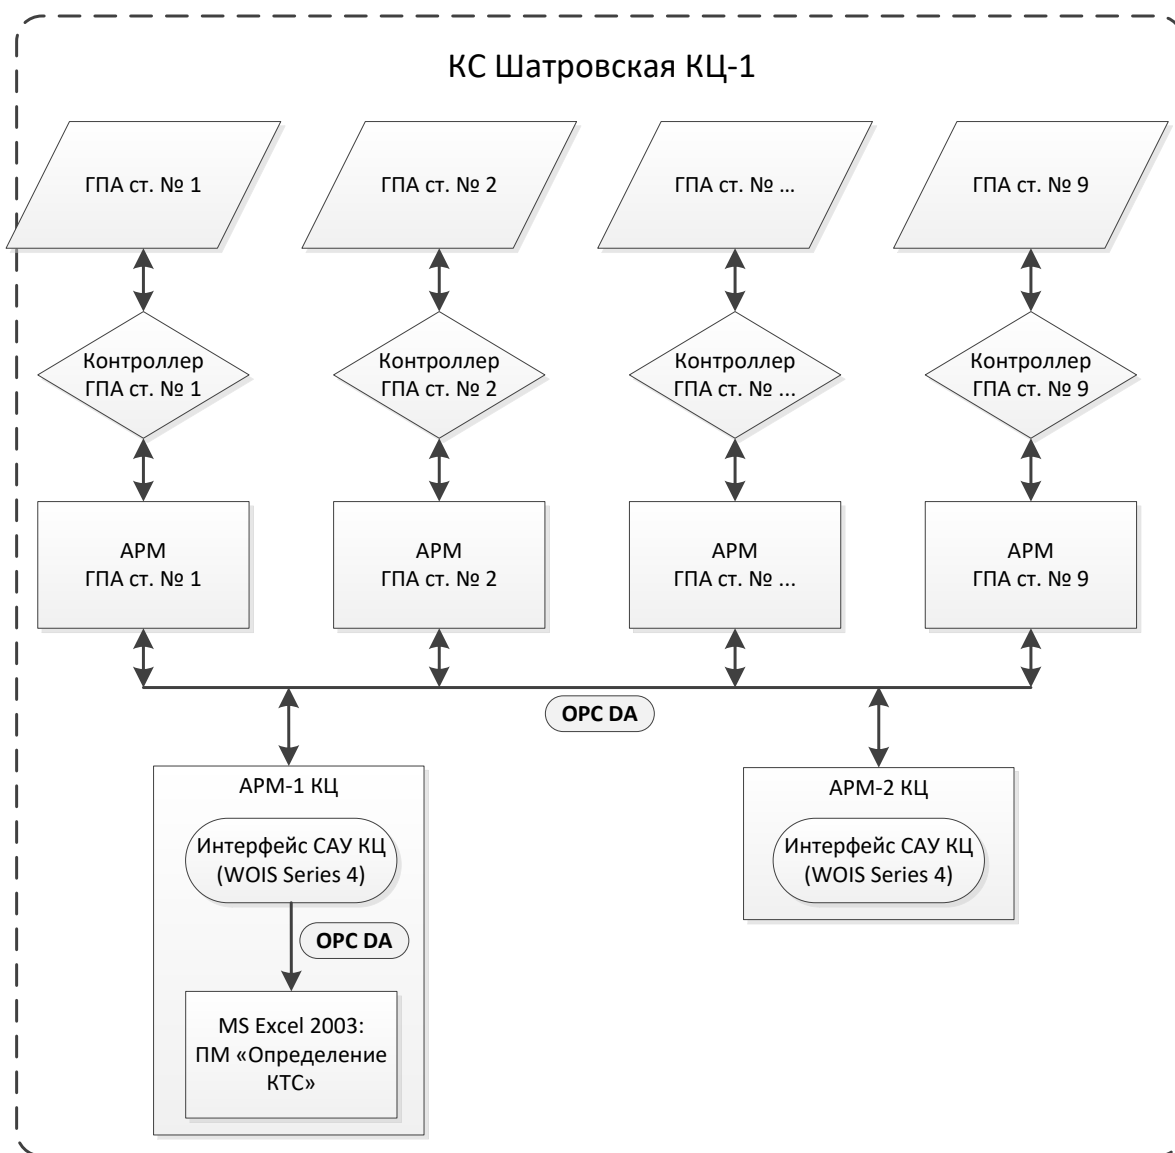 КС Шатровская КЦ-1
ГПА ст. № 1
ГПА ст. № 2
ГПА ст. № ...
ГПА ст. № 9
Контроллер
ГПА ст. № 1
Контроллер
ГПА ст. № 2
Контроллер
ГПА ст. № ...
Контроллер
ГПА ст. № 9
АРМ
ГПА ст. № 1
АРМ
ГПА ст. № 2
АРМ
ГПА ст. № ...
АРМ
ГПА ст. № 9
OPC DA
АРМ-1 КЦ
Интерфейс САУ КЦ
(WOIS Series 4)
OPC DA
MS Excel 2003:
ПМ «Определение
КТС»
АРМ-2 КЦ
Интерфейс САУ КЦ
(WOIS Series 4)